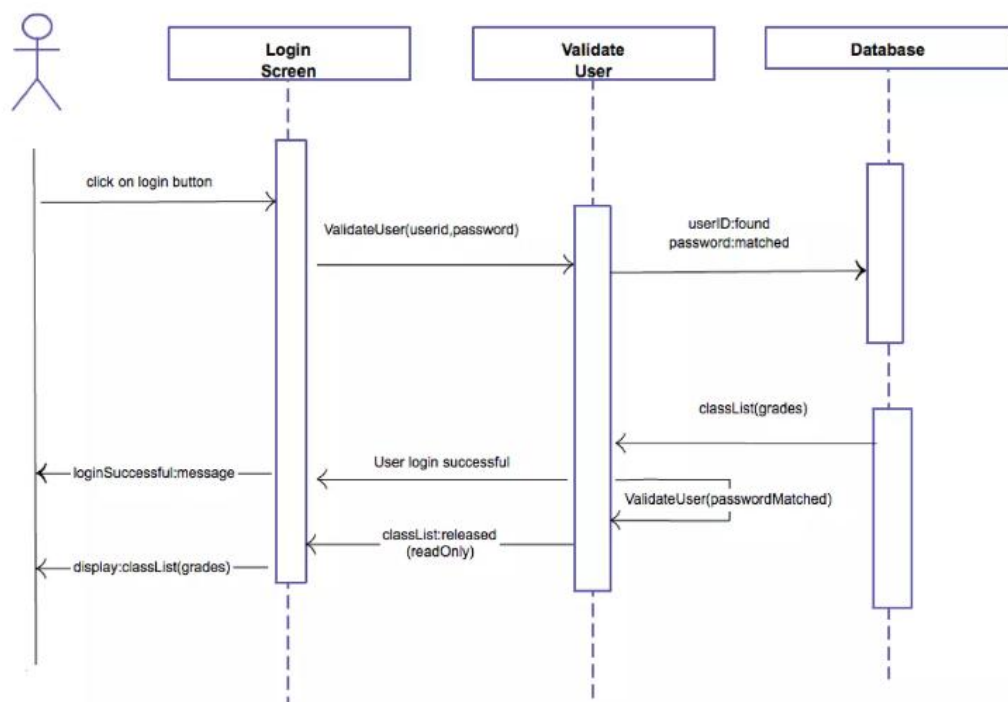 Login
Screen
Validate
User
Database
click on login button
ValidateUser(userid,password)
userID:found
password:matched
classList(grades)
User login successful
loginSuccessful:message
ValidateUser(passwordMatched)
classList:released
(readOnly)
display:classList(grades)